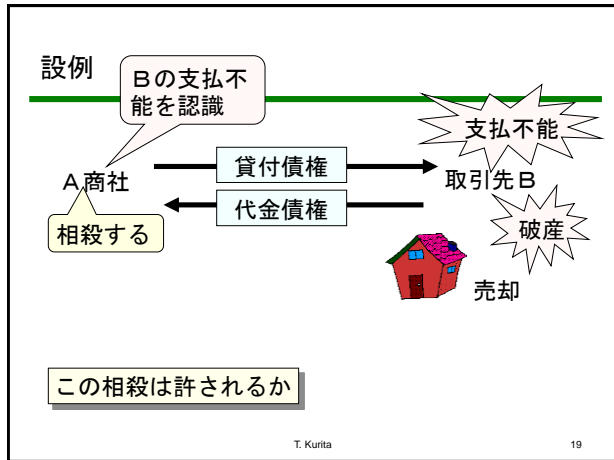 設例
Ｂの支払不
能を認識
支払不能
貸付債権
Ａ商社
取引先Ｂ
代金債権
相殺する
破産
売却
この相殺は許されるか
T. Kurita
19